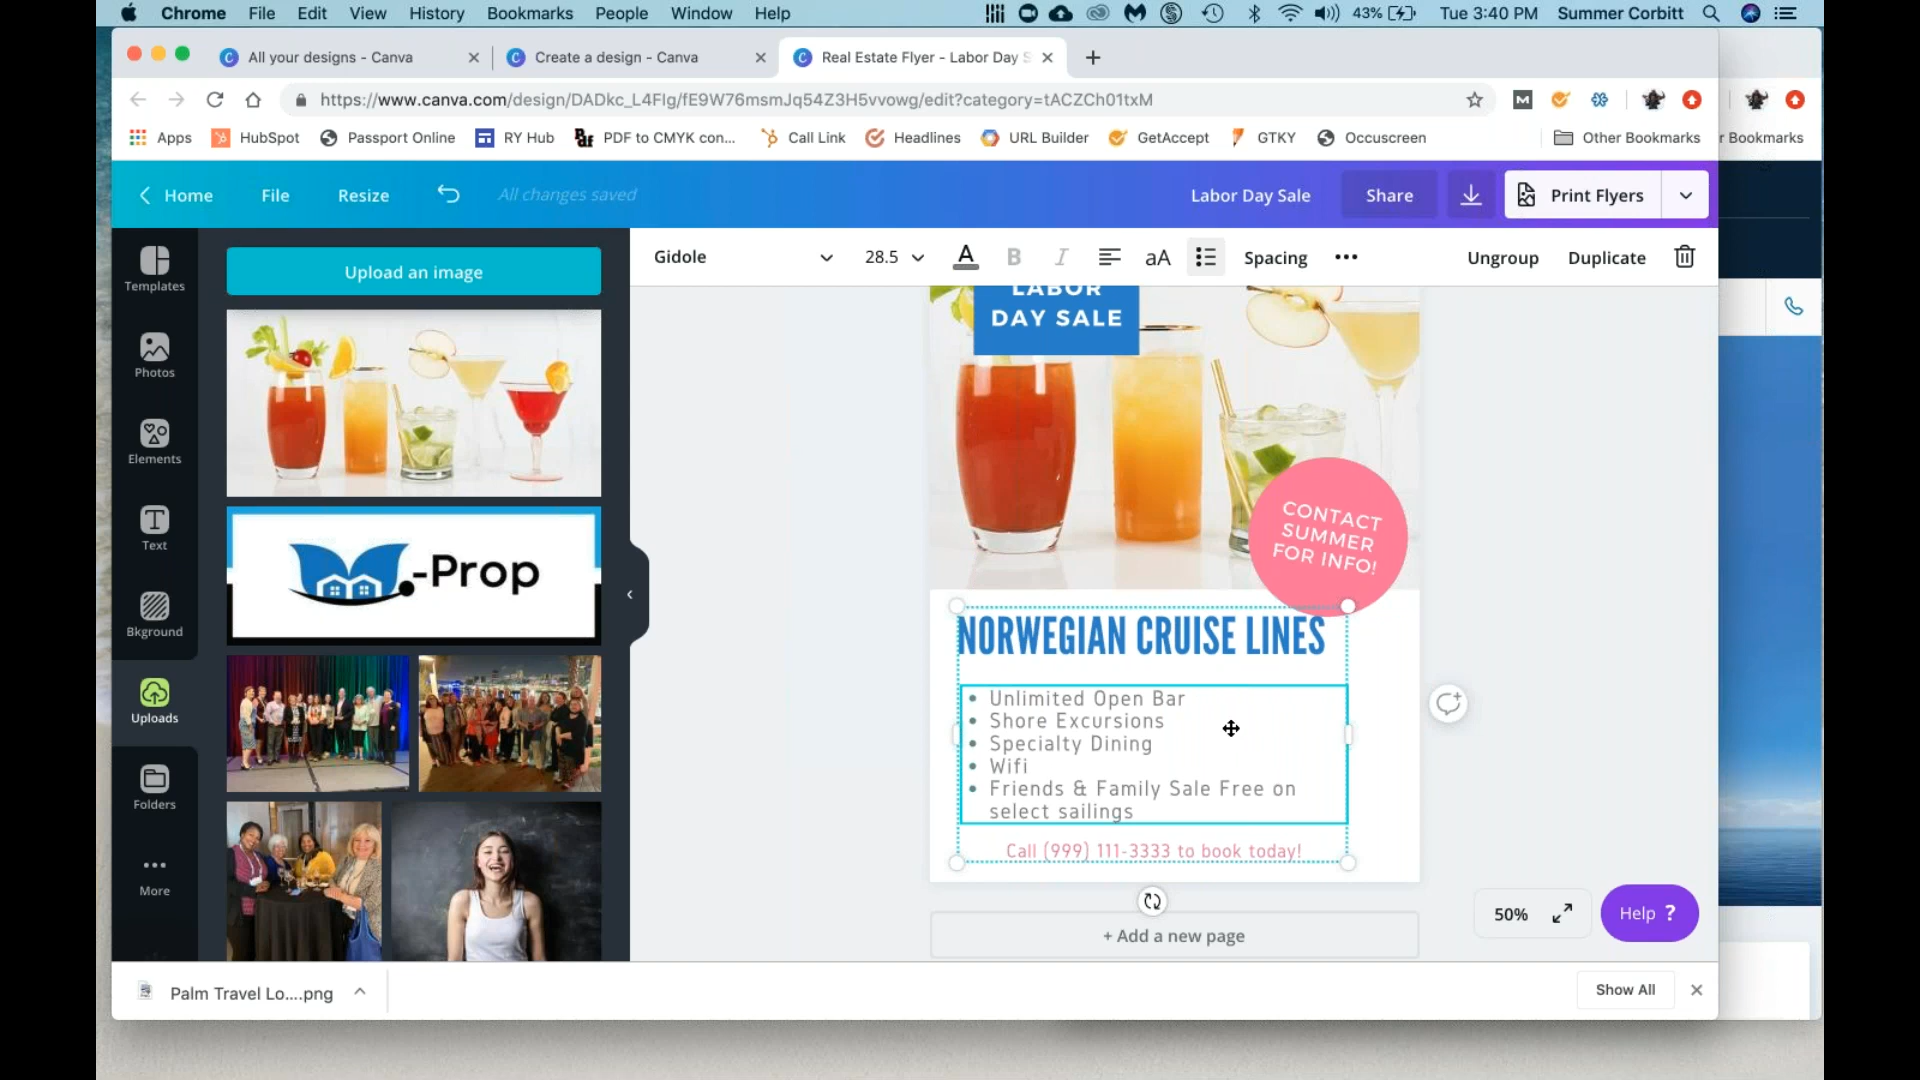 Chrome File Edit View History Bookmarks People Window Help 43% Tue 3:40 PM Summer Corbitt
All your designs - Canva Create a design - Canva Real Estate Flyer - Labor Day S
https://www.canva.com/design/DADkc_L4FIg/fE9W76msmJq54Z3H5vvowg/edit?category=tACZCh01txM
Apps HubSpot Passport Online RY Hub PDF to CMYK con... Call Link Headlines URL Builder GetAccept GTKY Occuscreen Other Bookmarks r Bookmarks
Home File Resize All changes saved Labor Day Sale Share Print Flyers
Gidole 28.5 A B I aA Spacing ••• Ungroup Duplicate
Templates
Photos
Elements
Text
Bkground
Uploads
Folders
More
Upload an image
-Prop
LABOR
DAY SALE
CONTACT
SUMMER
FOR INFO!
NORWEGIAN CRUISE LINES
• Unlimited Open Bar
• Shore Excursions
• Specialty Dining
• Wifi
• Friends & Family Sale Free on
select sailings
Call (999) 111-3333 to book today!
+ Add a new page
50%
Help ?
Palm Travel Lo....png
Show All